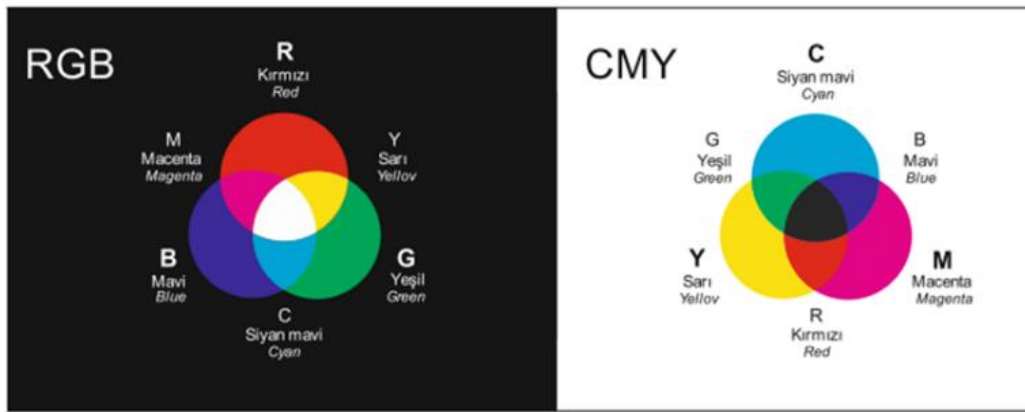 RGB
R
Kırmızı
Red
M
Macenta
Magenta
Y
Sarı
Yellov
B
Mavi
Blue
G
Yeşil
Green
C
Siyan mavi
Cyan
CMY
C
Siyan mavi
Cyan
G
Yeşil
Green
B
Mavi
Blue
Y
Sarı
Yellov
M
Macenta
Magenta
R
Kırmızı
Red